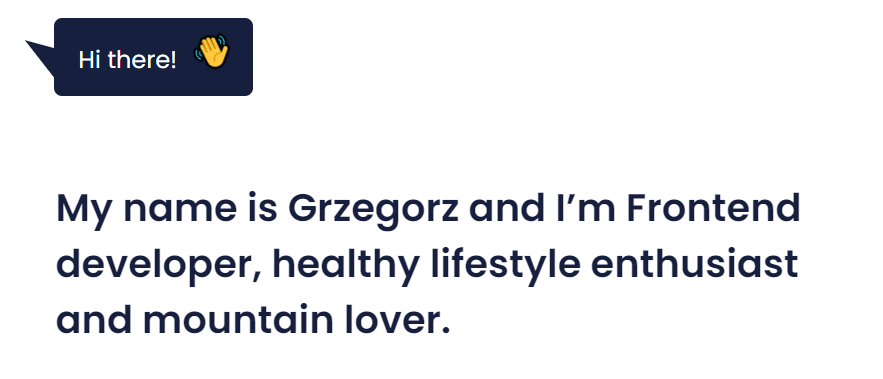 Hi there! 👋
My name is Grzegorz and I’m Frontend
developer, healthy lifestyle enthusiast
and mountain lover.